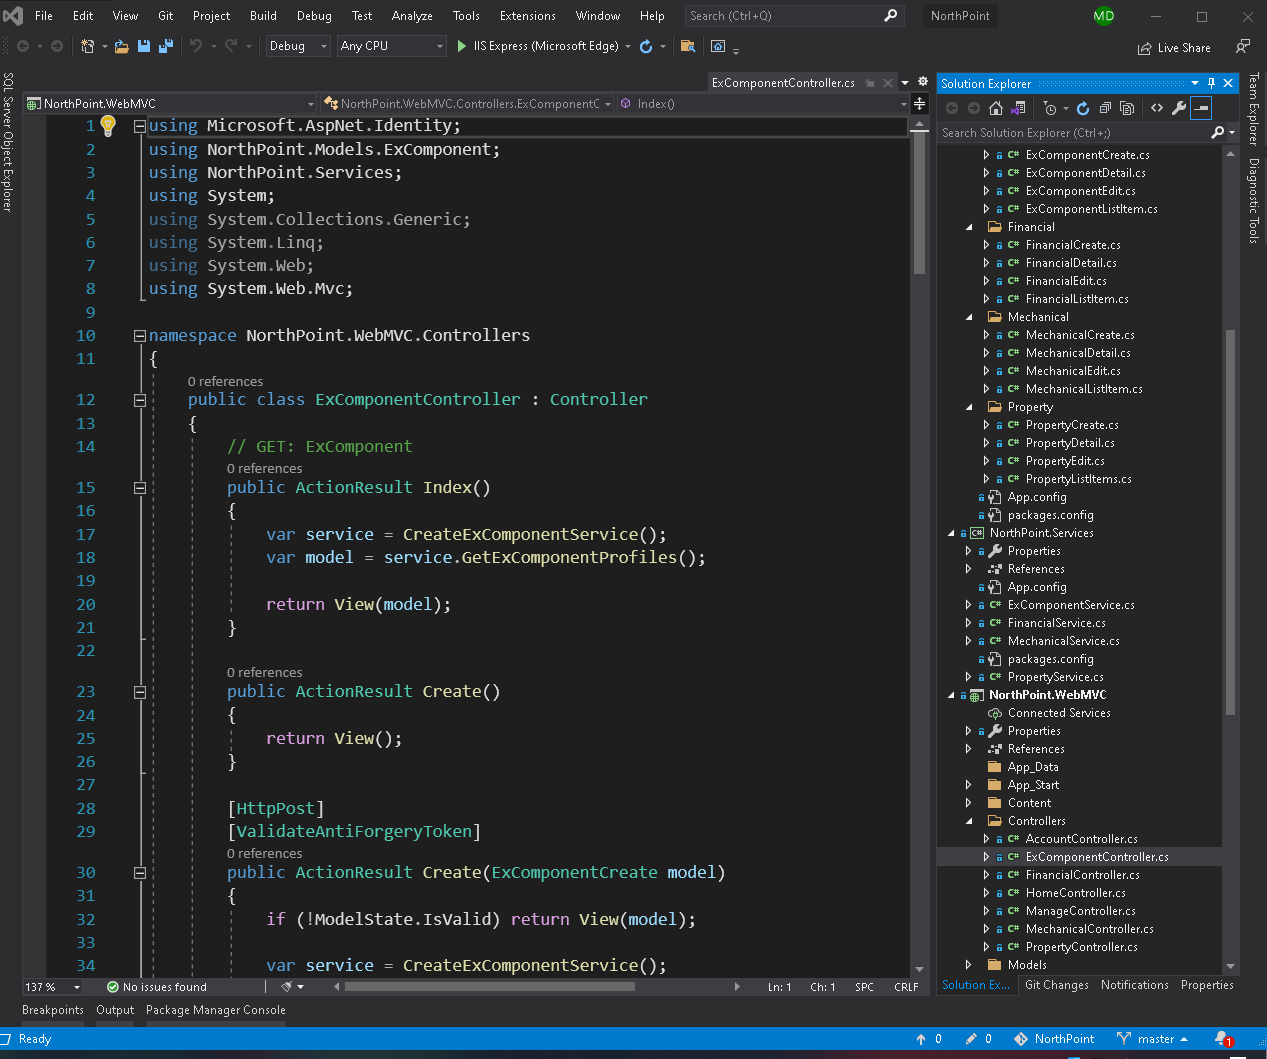 File Edit View Git Project Build Debug Test Analyze Tools Extensions Window Help Search (Ctrl+Q) NorthPoint MD
Debug Any CPU IIS Express (Microsoft Edge) Live Share
SQL Server Object Explorer
ExComponentController.cs
NorthPoint.WebMVC NorthPoint.WebMVC.Controllers.ExComponentC Index()
1 using Microsoft.AspNet.Identity;
2 using NorthPoint.Models.ExComponent;
3 using NorthPoint.Services;
4 using System;
5 using System.Collections.Generic;
6 using System.Linq;
7 using System.Web;
8 using System.Web.Mvc;
9
10 namespace NorthPoint.WebMVC.Controllers
11 {
0 references
12 public class ExComponentController : Controller
13 {
14 // GET: ExComponent
0 references
15 public ActionResult Index()
16 {
17 var service = CreateExComponentService();
18 var model = service.GetExComponentProfiles();
19
20 return View(model);
21 }
22
0 references
23 public ActionResult Create()
24 {
25 return View();
26 }
27
28 [HttpPost]
29 [ValidateAntiForgeryToken]
0 references
30 public ActionResult Create(ExComponentCreate model)
31 {
32 if (!ModelState.IsValid) return View(model);
33
34 var service = CreateExComponentService();
137 % No issues found Ln: 1 Ch: 1 SPC CRLF
Solution Explorer
Search Solution Explorer (Ctrl+;)
C# ExComponentCreate.cs
C# ExComponentDetail.cs
C# ExComponentEdit.cs
C# ExComponentListItem.cs
Financial
C# FinancialCreate.cs
C# FinancialDetail.cs
C# FinancialEdit.cs
C# FinancialListItem.cs
Mechanical
C# MechanicalCreate.cs
C# MechanicalDetail.cs
C# MechanicalEdit.cs
C# MechanicalListItem.cs
Property
C# PropertyCreate.cs
C# PropertyDetail.cs
C# PropertyEdit.cs
C# PropertyListItems.cs
App.config
packages.config
C# NorthPoint.Services
Properties
References
App.config
C# ExComponentService.cs
C# FinancialService.cs
C# MechanicalService.cs
packages.config
C# PropertyService.cs
NorthPoint.WebMVC
Connected Services
Properties
References
App_Data
App_Start
Content
Controllers
C# AccountController.cs
C# ExComponentController.cs
C# FinancialController.cs
C# HomeController.cs
C# ManageController.cs
C# MechanicalController.cs
C# PropertyController.cs
Models
Solution Ex... Git Changes Notifications Properties
Team Explorer
Diagnostic Tools
Breakpoints Output Package Manager Console
Ready 0 0 NorthPoint master 1